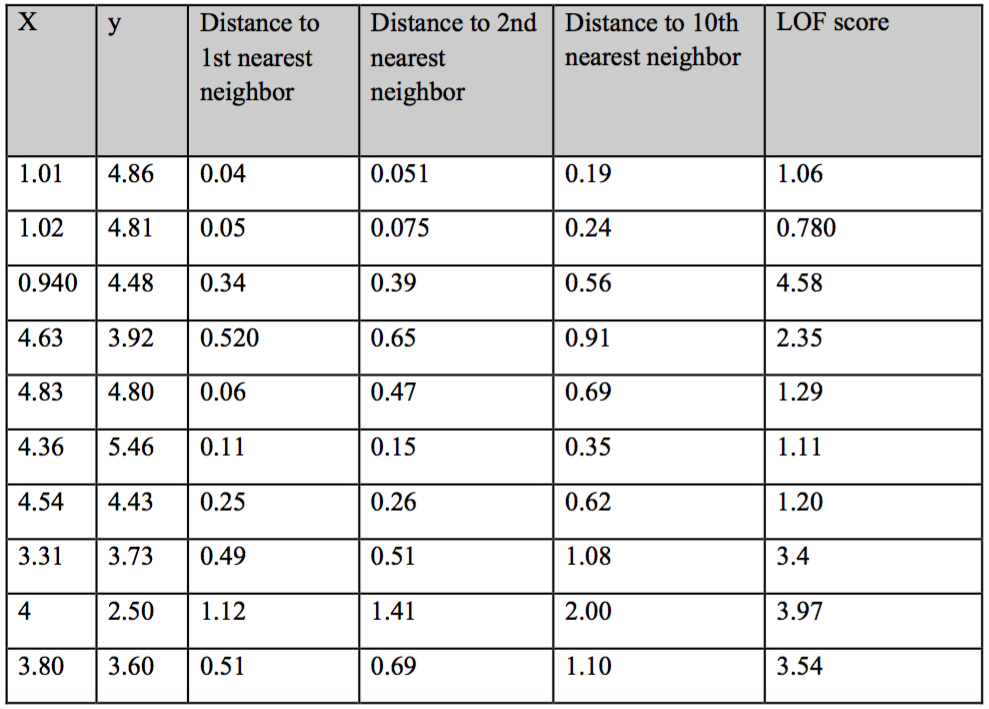 X y Distance to 1st nearest neighbor Distance to 2nd nearest neighbor Distance to 10th nearest neighbor LOF score
1.01 4.86 0.04 0.051 0.19 1.06
1.02 4.81 0.05 0.075 0.24 0.780
0.940 4.48 0.34 0.39 0.56 4.58
4.63 3.92 0.520 0.65 0.91 2.35
4.83 4.80 0.06 0.47 0.69 1.29
4.36 5.46 0.11 0.15 0.35 1.11
4.54 4.43 0.25 0.26 0.62 1.20
3.31 3.73 0.49 0.51 1.08 3.4
4 2.50 1.12 1.41 2.00 3.97
3.80 3.60 0.51 0.69 1.10 3.54